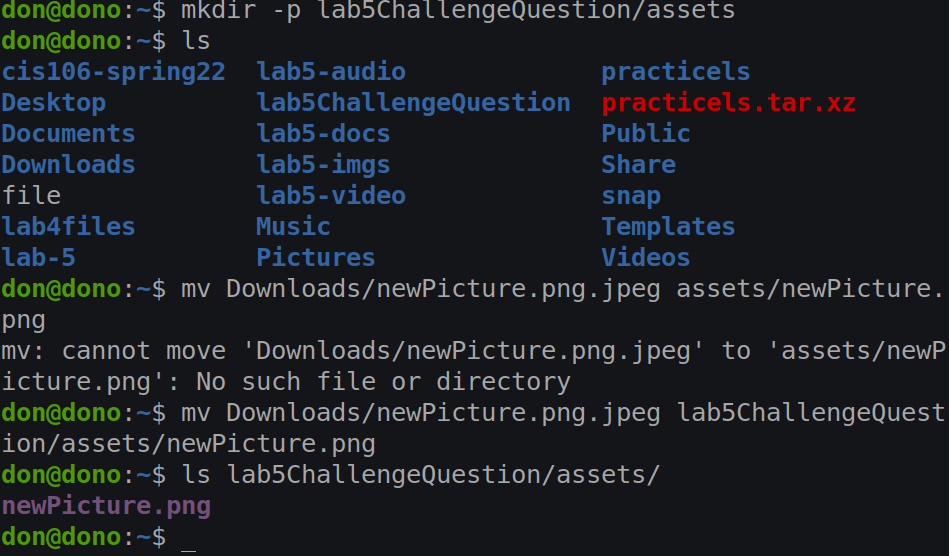 don@dono:~$ mkdir -p lab5ChallengeQuestion/assets
don@dono:~$ ls
cis106-spring22  lab5-audio             practicels
Desktop          lab5ChallengeQuestion  practicels.tar.xz
Documents        lab5-docs              Public
Downloads        lab5-imgs              Share
file             lab5-video             snap
lab4files        Music                  Templates
lab-5            Pictures               Videos
don@dono:~$ mv Downloads/newPicture.png.jpeg assets/newPicture.
png
mv: cannot move 'Downloads/newPicture.png.jpeg' to 'assets/newP
icture.png': No such file or directory
don@dono:~$ mv Downloads/newPicture.png.jpeg lab5ChallengeQuest
ion/assets/newPicture.png
don@dono:~$ ls lab5ChallengeQuestion/assets/
newPicture.png
don@dono:~$ _